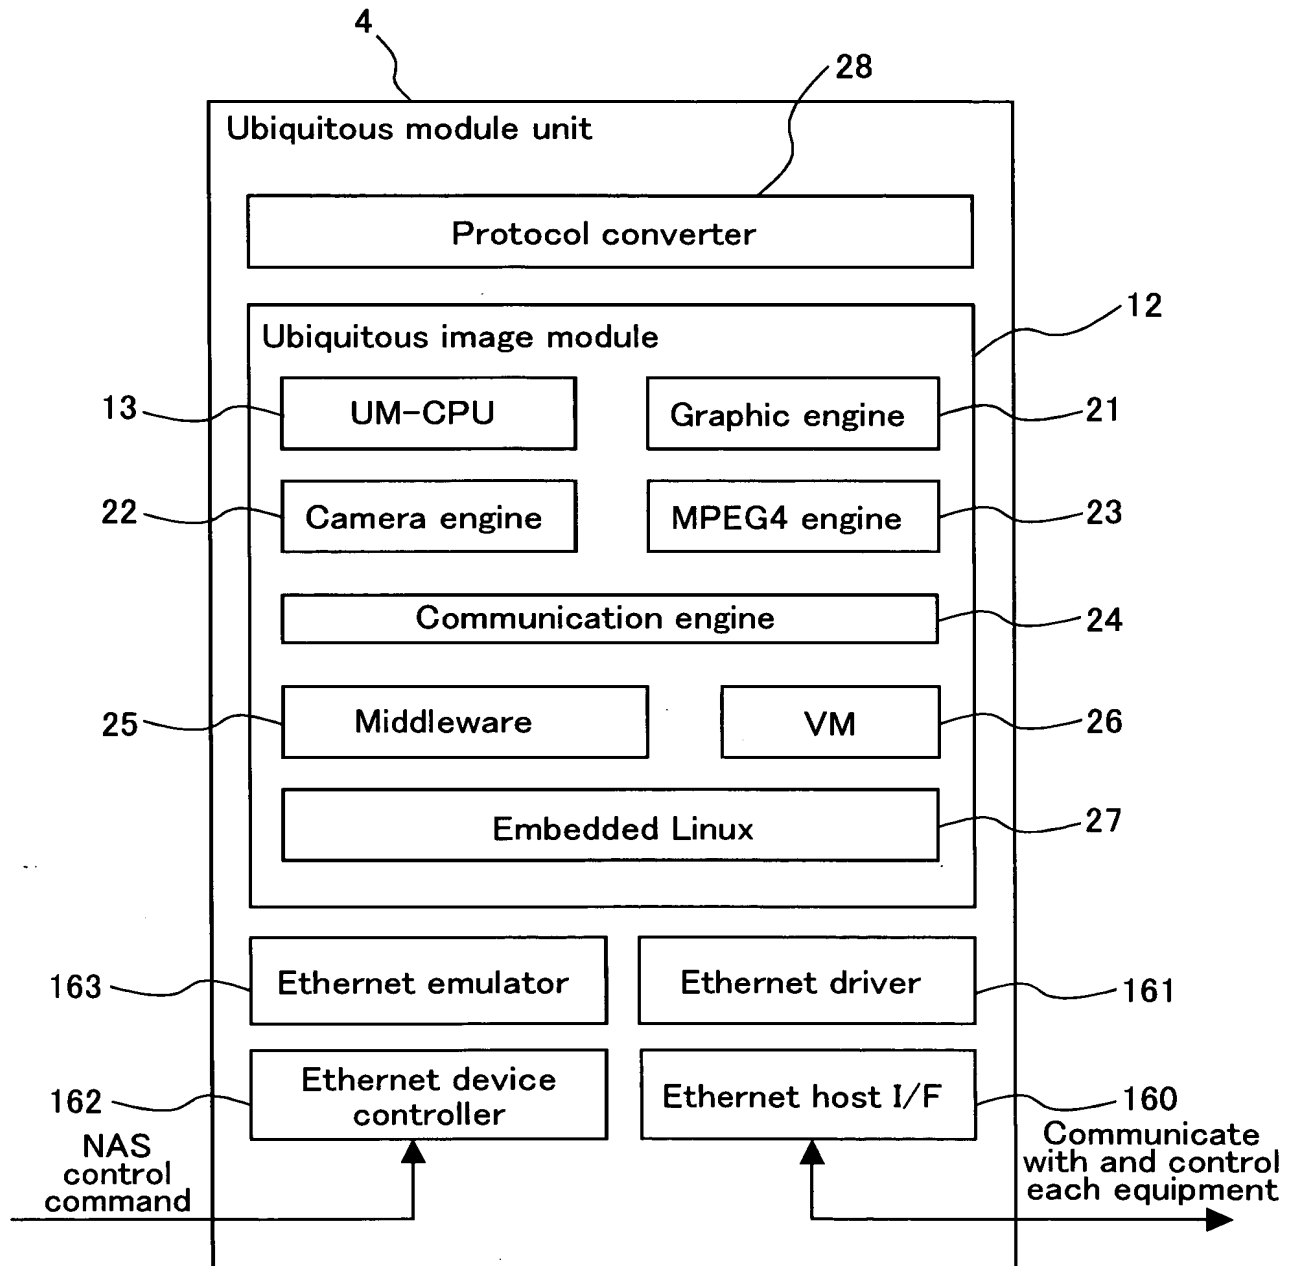 4
28
Ubiquitous module unit
Protocol converter
12
Ubiquitous image module
13
UM-CPU
Graphic engine
21
22
Camera engine
MPEG4 engine
23
Communication engine
24
25
Middleware
VM
26
Embedded Linux
27
163
Ethernet emulator
Ethernet driver
161
162
Ethernet device
controller
Ethernet host I/F
160
NAS
control
command
Communicate
with and control
each equipment